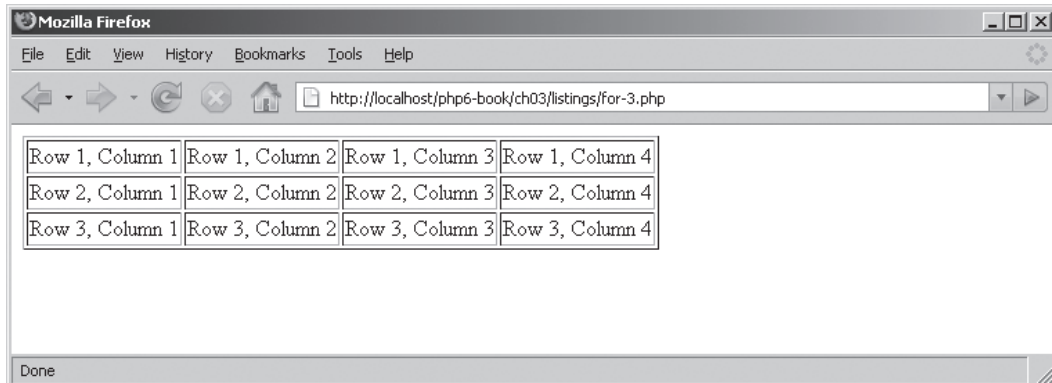 Mozilla Firefox
File Edit View History Bookmarks Tools Help
http://localhost/php6-book/ch03/listings/for-3.php
Row 1, Column 1 Row 1, Column 2 Row 1, Column 3 Row 1, Column 4
Row 2, Column 1 Row 2, Column 2 Row 2, Column 3 Row 2, Column 4
Row 3, Column 1 Row 3, Column 2 Row 3, Column 3 Row 3, Column 4
Done